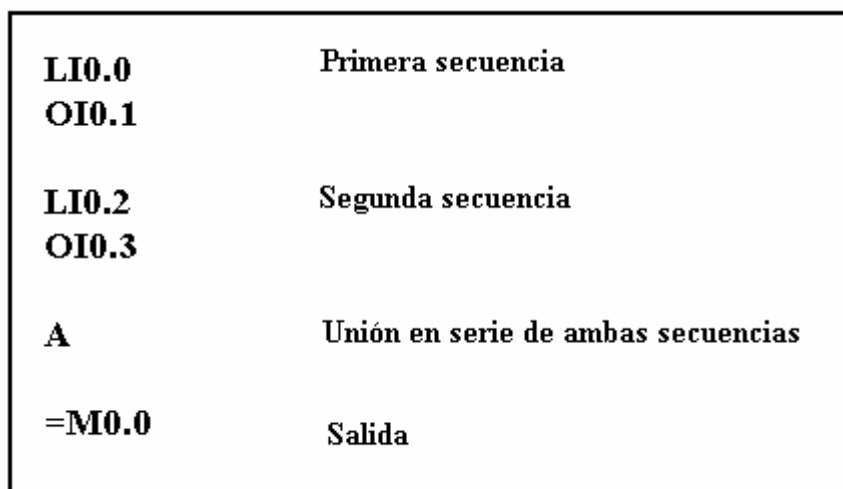 LI0.0 Primera secuencia
OI0.1
LI0.2 Segunda secuencia
OI0.3
A Unión en serie de ambas secuencias
=M0.0 Salida